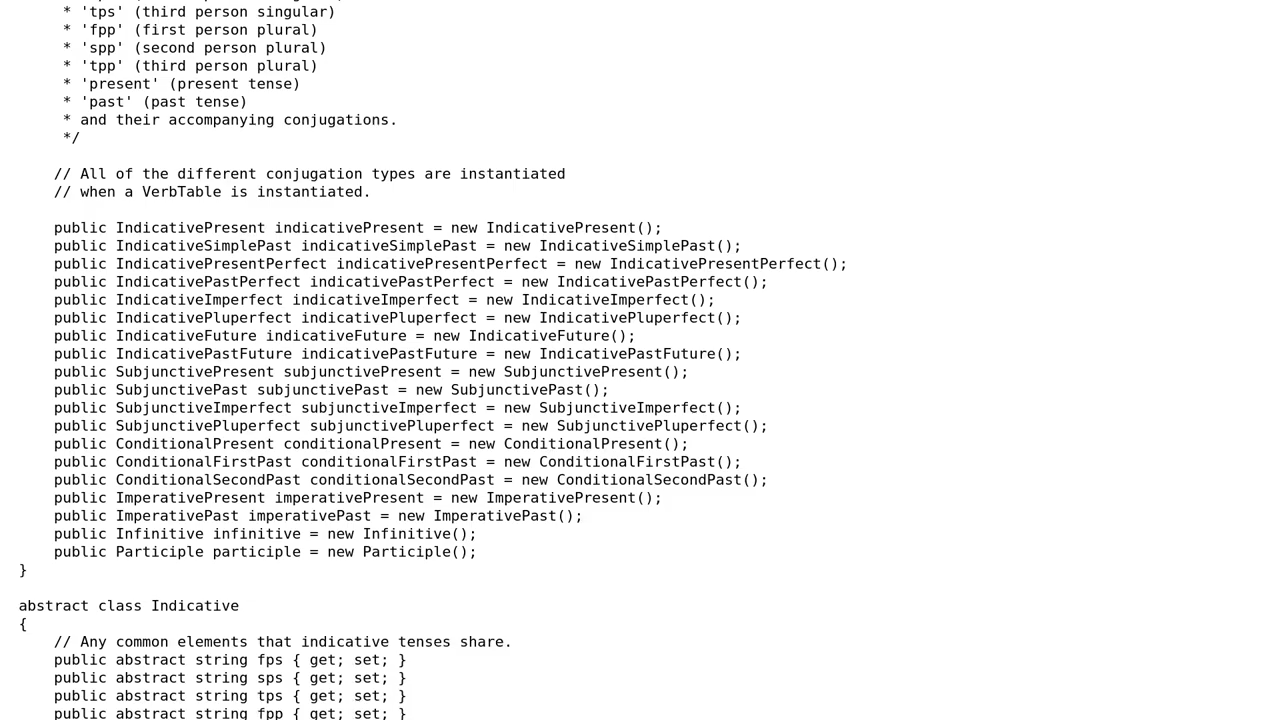 * 'tps' (third person singular)
* 'fpp' (first person plural)
* 'spp' (second person plural)
* 'tpp' (third person plural)
* 'present' (present tense)
* 'past' (past tense)
* and their accompanying conjugations.
*/
// All of the different conjugation types are instantiated
// when a VerbTable is instantiated.
public IndicativePresent indicativePresent = new IndicativePresent();
public IndicativeSimplePast indicativeSimplePast = new IndicativeSimplePast();
public IndicativePresentPerfect indicativePresentPerfect = new IndicativePresentPerfect();
public IndicativePastPerfect indicativePastPerfect = new IndicativePastPerfect();
public IndicativeImperfect indicativeImperfect = new IndicativeImperfect();
public IndicativePluperfect indicativePluperfect = new IndicativePluperfect();
public IndicativeFuture indicativeFuture = new IndicativeFuture();
public IndicativePastFuture indicativePastFuture = new IndicativePastFuture();
public SubjunctivePresent subjunctivePresent = new SubjunctivePresent();
public SubjunctivePast subjunctivePast = new SubjunctivePast();
public SubjunctiveImperfect subjunctiveImperfect = new SubjunctiveImperfect();
public SubjunctivePluperfect subjunctivePluperfect = new SubjunctivePluperfect();
public ConditionalPresent conditionalPresent = new ConditionalPresent();
public ConditionalFirstPast conditionalFirstPast = new ConditionalFirstPast();
public ConditionalSecondPast conditionalSecondPast = new ConditionalSecondPast();
public ImperativePresent imperativePresent = new ImperativePresent();
public ImperativePast imperativePast = new ImperativePast();
public Infinitive infinitive = new Infinitive();
public Participle participle = new Participle();
}
abstract class Indicative
{
// Any common elements that indicative tenses share.
public abstract string fps { get; set; }
public abstract string sps { get; set; }
public abstract string tps { get; set; }
public abstract string fpp { get; set; }